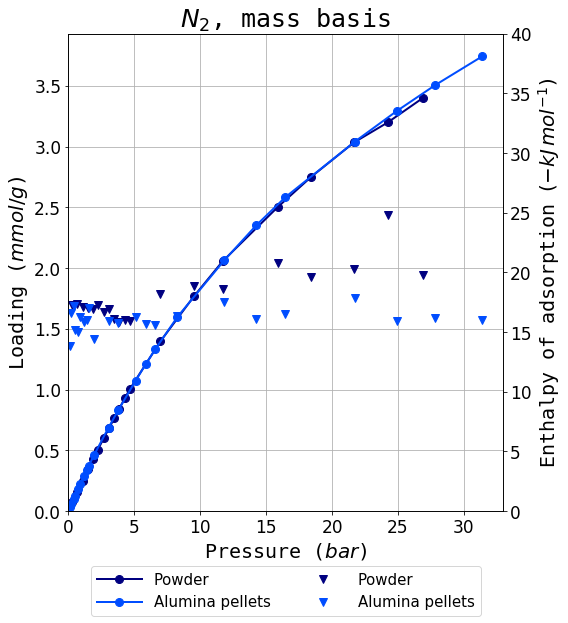 N2, mass basis
Loading (mmol/g)
0.0
0.5
1.0
1.5
2.0
2.5
3.0
3.5
0
5
10
15
20
25
30
35
40
Enthalpy of adsorption (−kJ mol−1)
0 5 10 15 20 25 30
Pressure (bar)
Powder Powder
Alumina pellets Alumina pellets